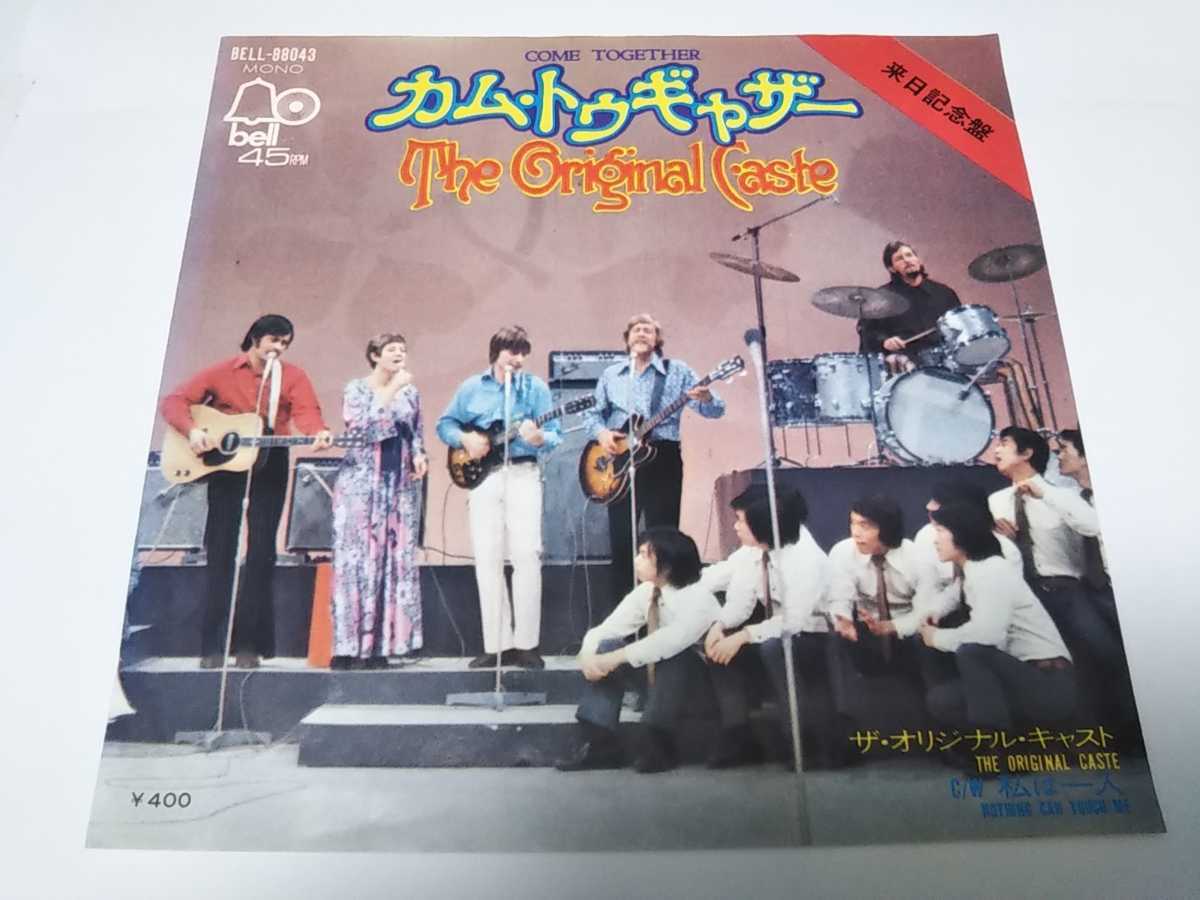 BELL-88043
MONO
bell
45RPM
COME TOGETHER
カム・トゥギャザー
The Original Caste
来日記念盤
ザ・オリジナル・キャスト
THE ORIGINAL CASTE
C/W 私は一人
NOTHING CAN TOUCH ME
￥400